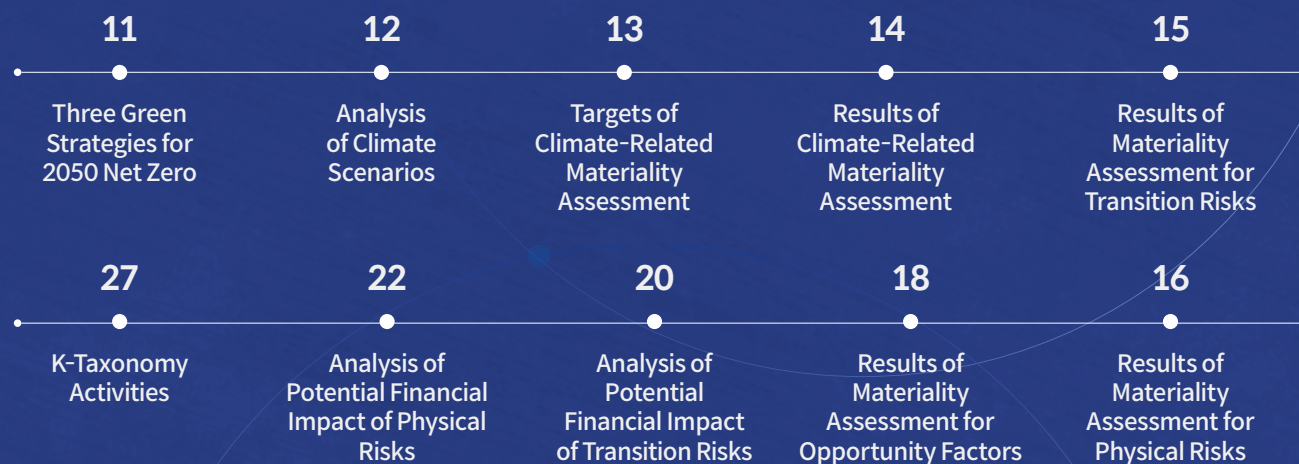 11
Three Green
Strategies for
2050 Net Zero
12
Analysis
of Climate
Scenarios
13
Targets of
Climate-Related
Materiality
Assessment
14
Results of
Climate-Related
Materiality
Assessment
15
Results of
Materiality
Assessment for
Transition Risks
27
K-Taxonomy
Activities
22
Analysis of
Potential Financial
Impact of Physical
Risks
20
Analysis of
Potential
Financial Impact
of Transition Risks
18
Results of
Materiality
Assessment for
Opportunity Factors
16
Results of
Materiality
Assessment for
Physical Risks